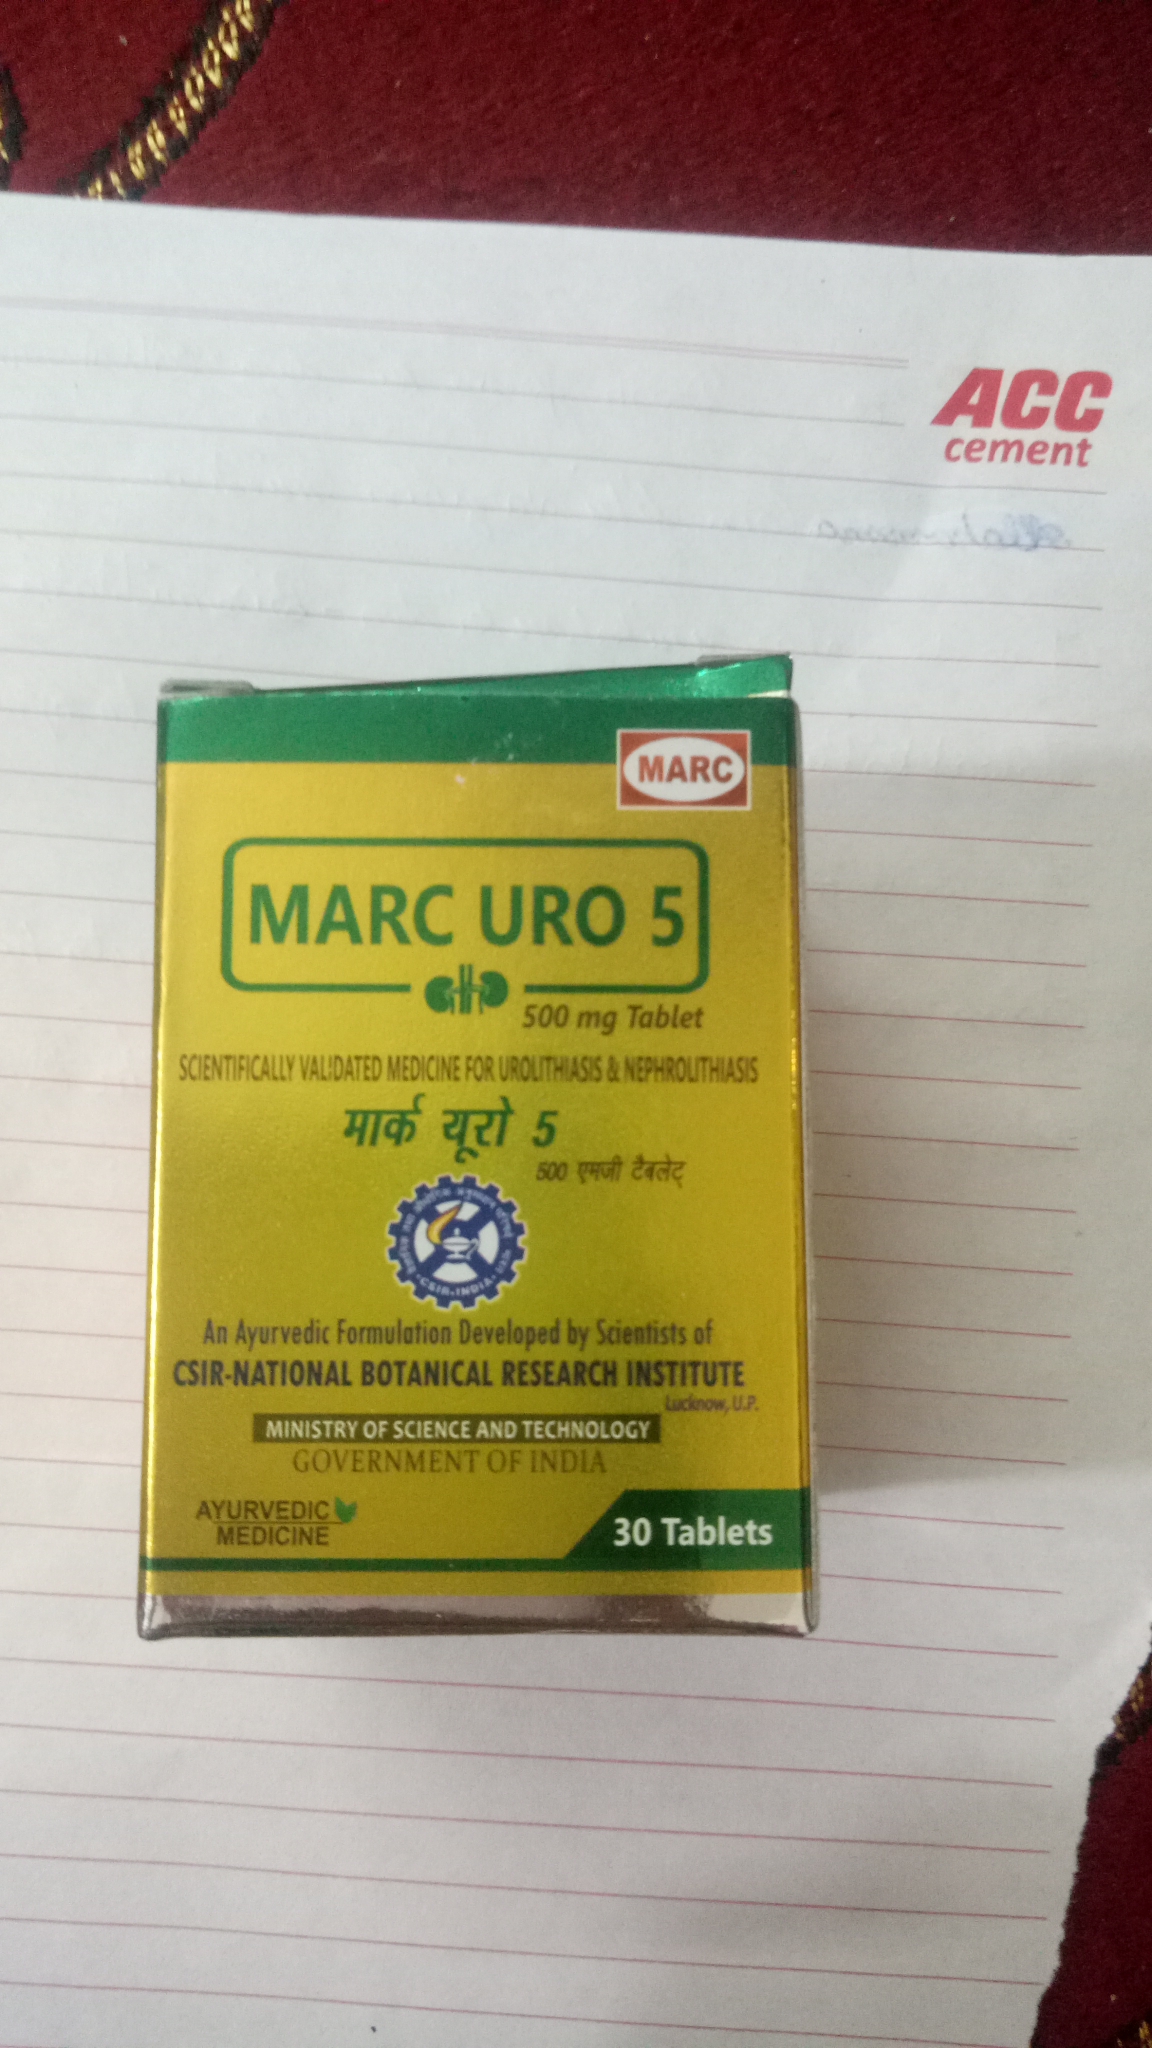 ACC
cement
MARC
MARC URO 5
500 mg Tablet
SCIENTIFICALLY VALIDATED MEDICINE FOR UROLITHIASIS & NEPHROLITHIASIS
मार्क यूरो 5
500 एमजी टैबलेट्
CSIR-INDIA
An Ayurvedic Formulation Developed by Scientists of
CSIR-NATIONAL BOTANICAL RESEARCH INSTITUTE
Lucknow, U.P.
MINISTRY OF SCIENCE AND TECHNOLOGY
GOVERNMENT OF INDIA
AYURVEDIC
MEDICINE
30 Tablets